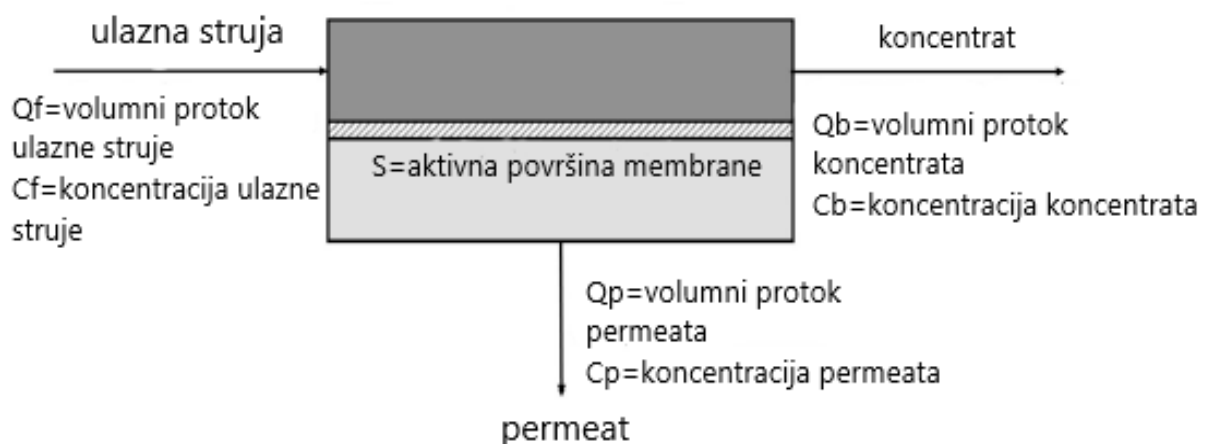 ulazna struja
Qf=volumni protok
ulazne struje
Cf=koncentracija ulazne
struje
S=aktivna površina membrane
koncentrat
Qb=volumni protok
koncentrata
Cb=koncentracija koncentrata
Qp=volumni protok
permeata
Cp=koncentracija permeata
permeat